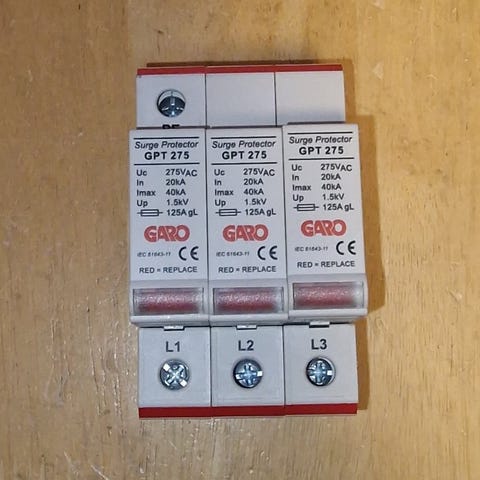 PE
Surge Protector
GPT 275
Uc 275VAC
In 20kA
Imax 40kA
Up 1.5kV
125A gL
GARO
IEC 61643-11 CE
RED = REPLACE
Surge Protector
GPT 275
Uc 275VAC
In 20kA
Imax 40kA
Up 1.5kV
125A gL
GARO
IEC 61643-11 CE
RED = REPLACE
Surge Protector
GPT 275
Uc 275VAC
In 20kA
Imax 40kA
Up 1.5kV
125A gL
GARO
IEC 61643-11 CE
RED = REPLACE
L1 L2 L3